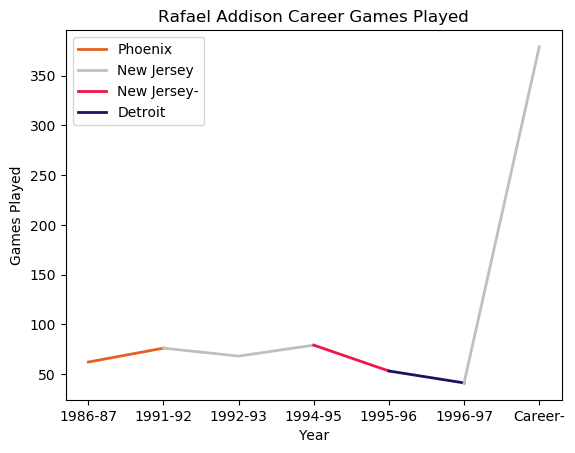 Rafael Addison Career Games Played
Phoenix
New Jersey
New Jersey-
Detroit
350
300
250
200
150
100
50
Games Played
1986-87 1991-92 1992-93 1994-95 1995-96 1996-97 Career-
Year